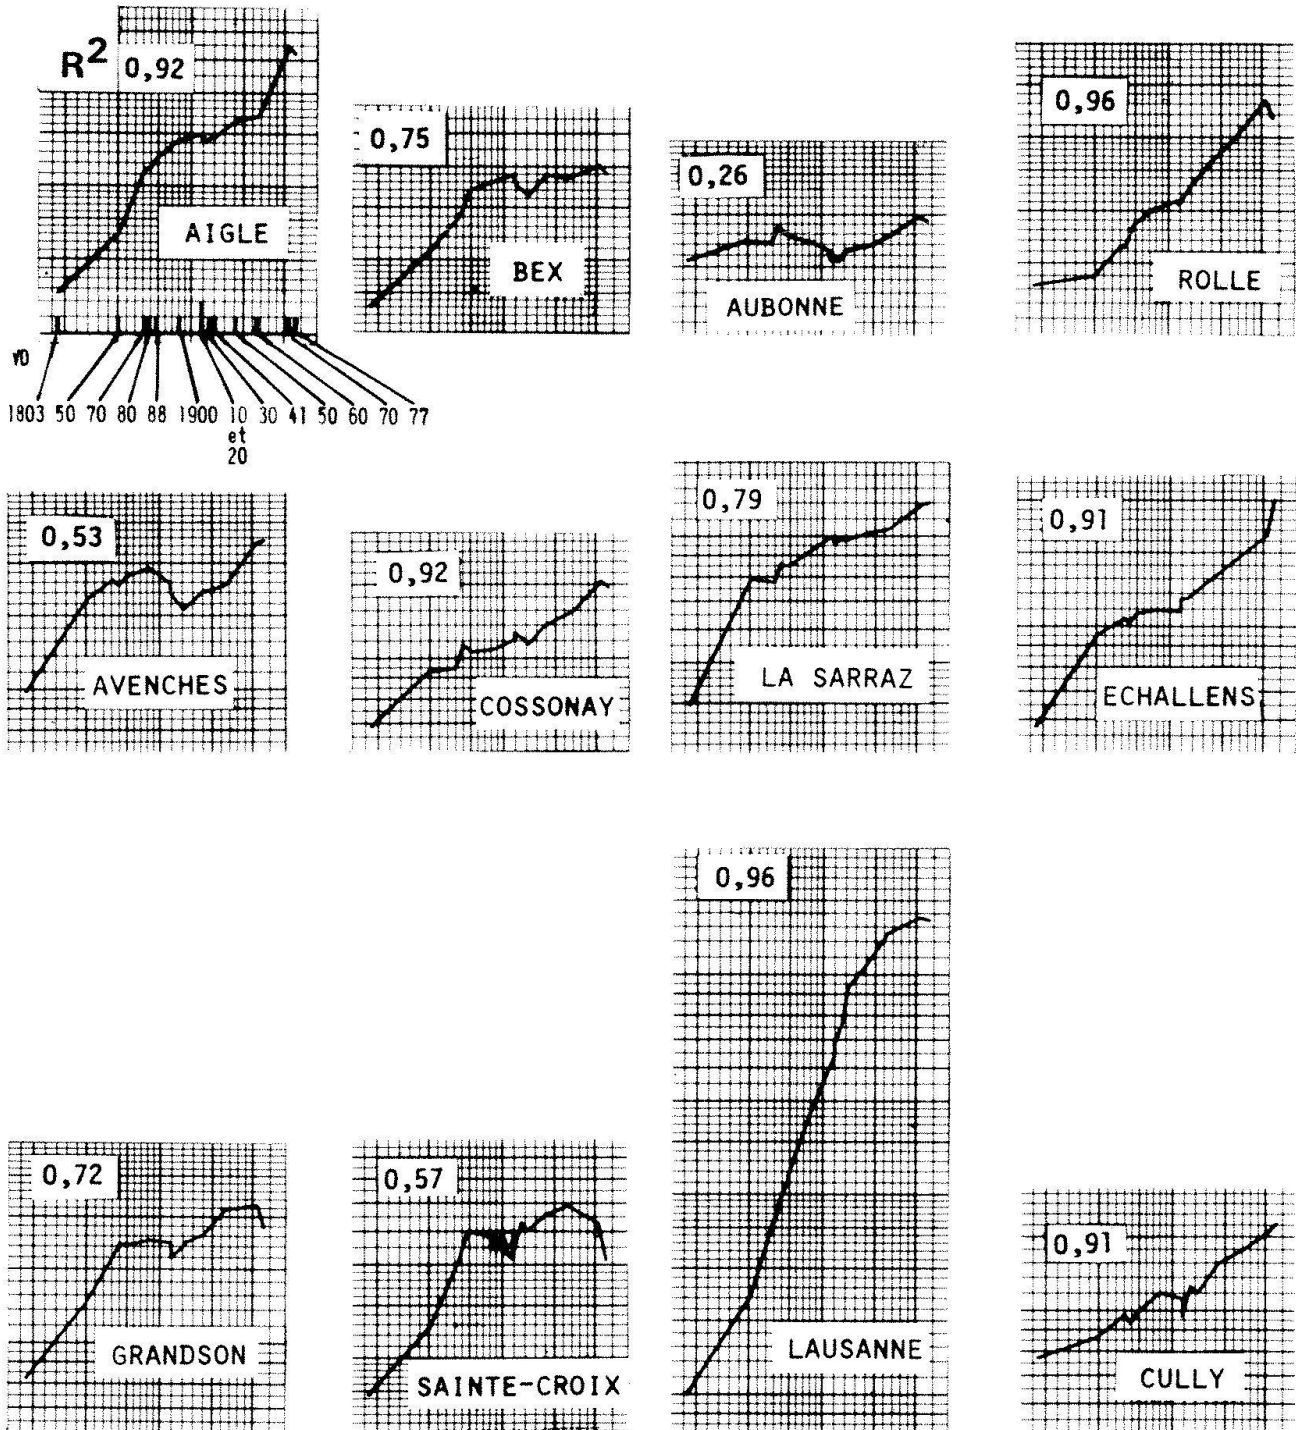 R² 0,92
AIGLE
VD
1803 50 70 80 88 1900 10 30 41 50 60 70 77
et
20
0,75
BEX
0,26
AUBONNE
0,96
ROLLE
0,53
AVENCHES
0,92
COSSONAY
0,79
LA SARRAZ
0,91
ECHALLENS
0,72
GRANDSON
0,57
SAINTE-CROIX
0,96
LAUSANNE
0,91
CULLY